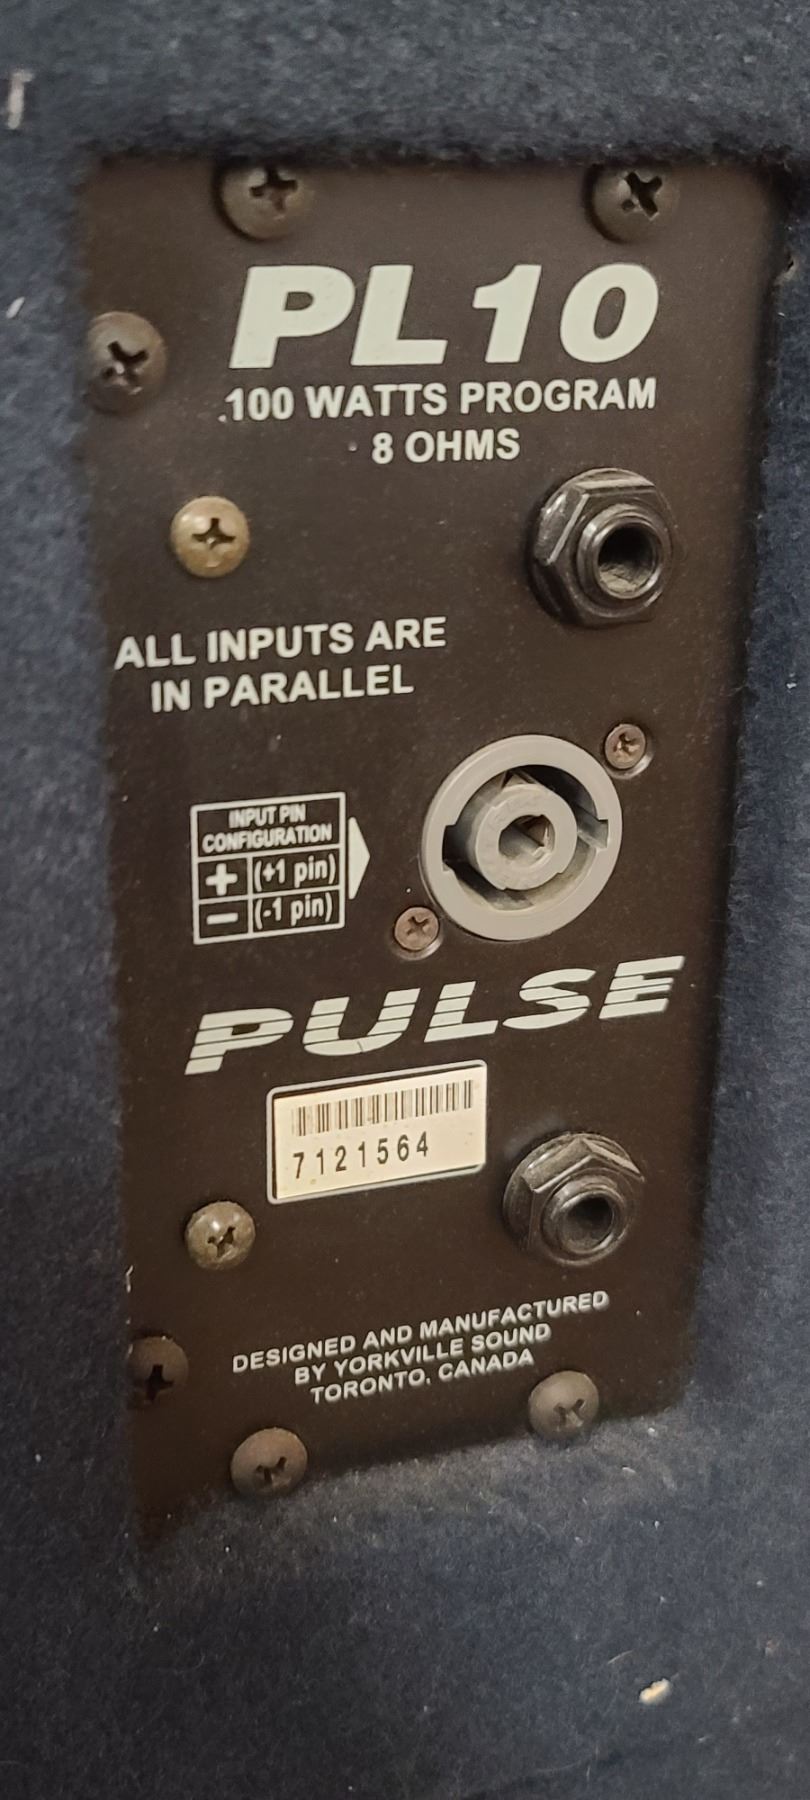 PL10
100 WATTS PROGRAM
8 OHMS
ALL INPUTS ARE
IN PARALLEL
INPUT PIN
CONFIGURATION
+ (+1 pin)
- (-1 pin)
PULSE
7121564
DESIGNED AND MANUFACTURED
BY YORKVILLE SOUND
TORONTO, CANADA